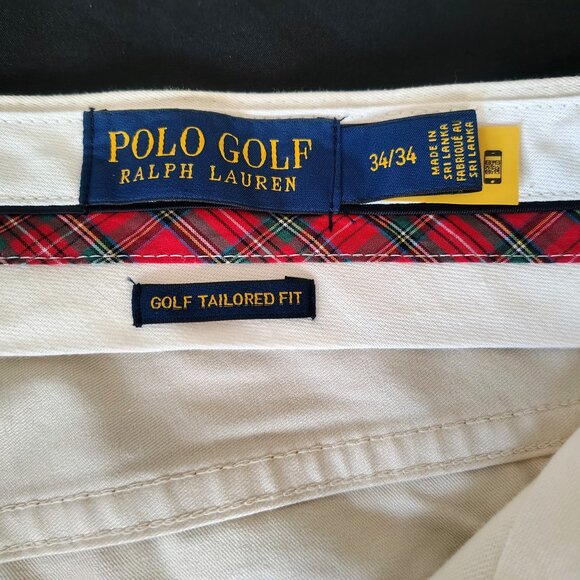 POLO GOLF
RALPH LAUREN
34/34
MADE IN
SRI LANKA
FABRIQUÉ AU
SRI LANKA
GOLF TAILORED FIT